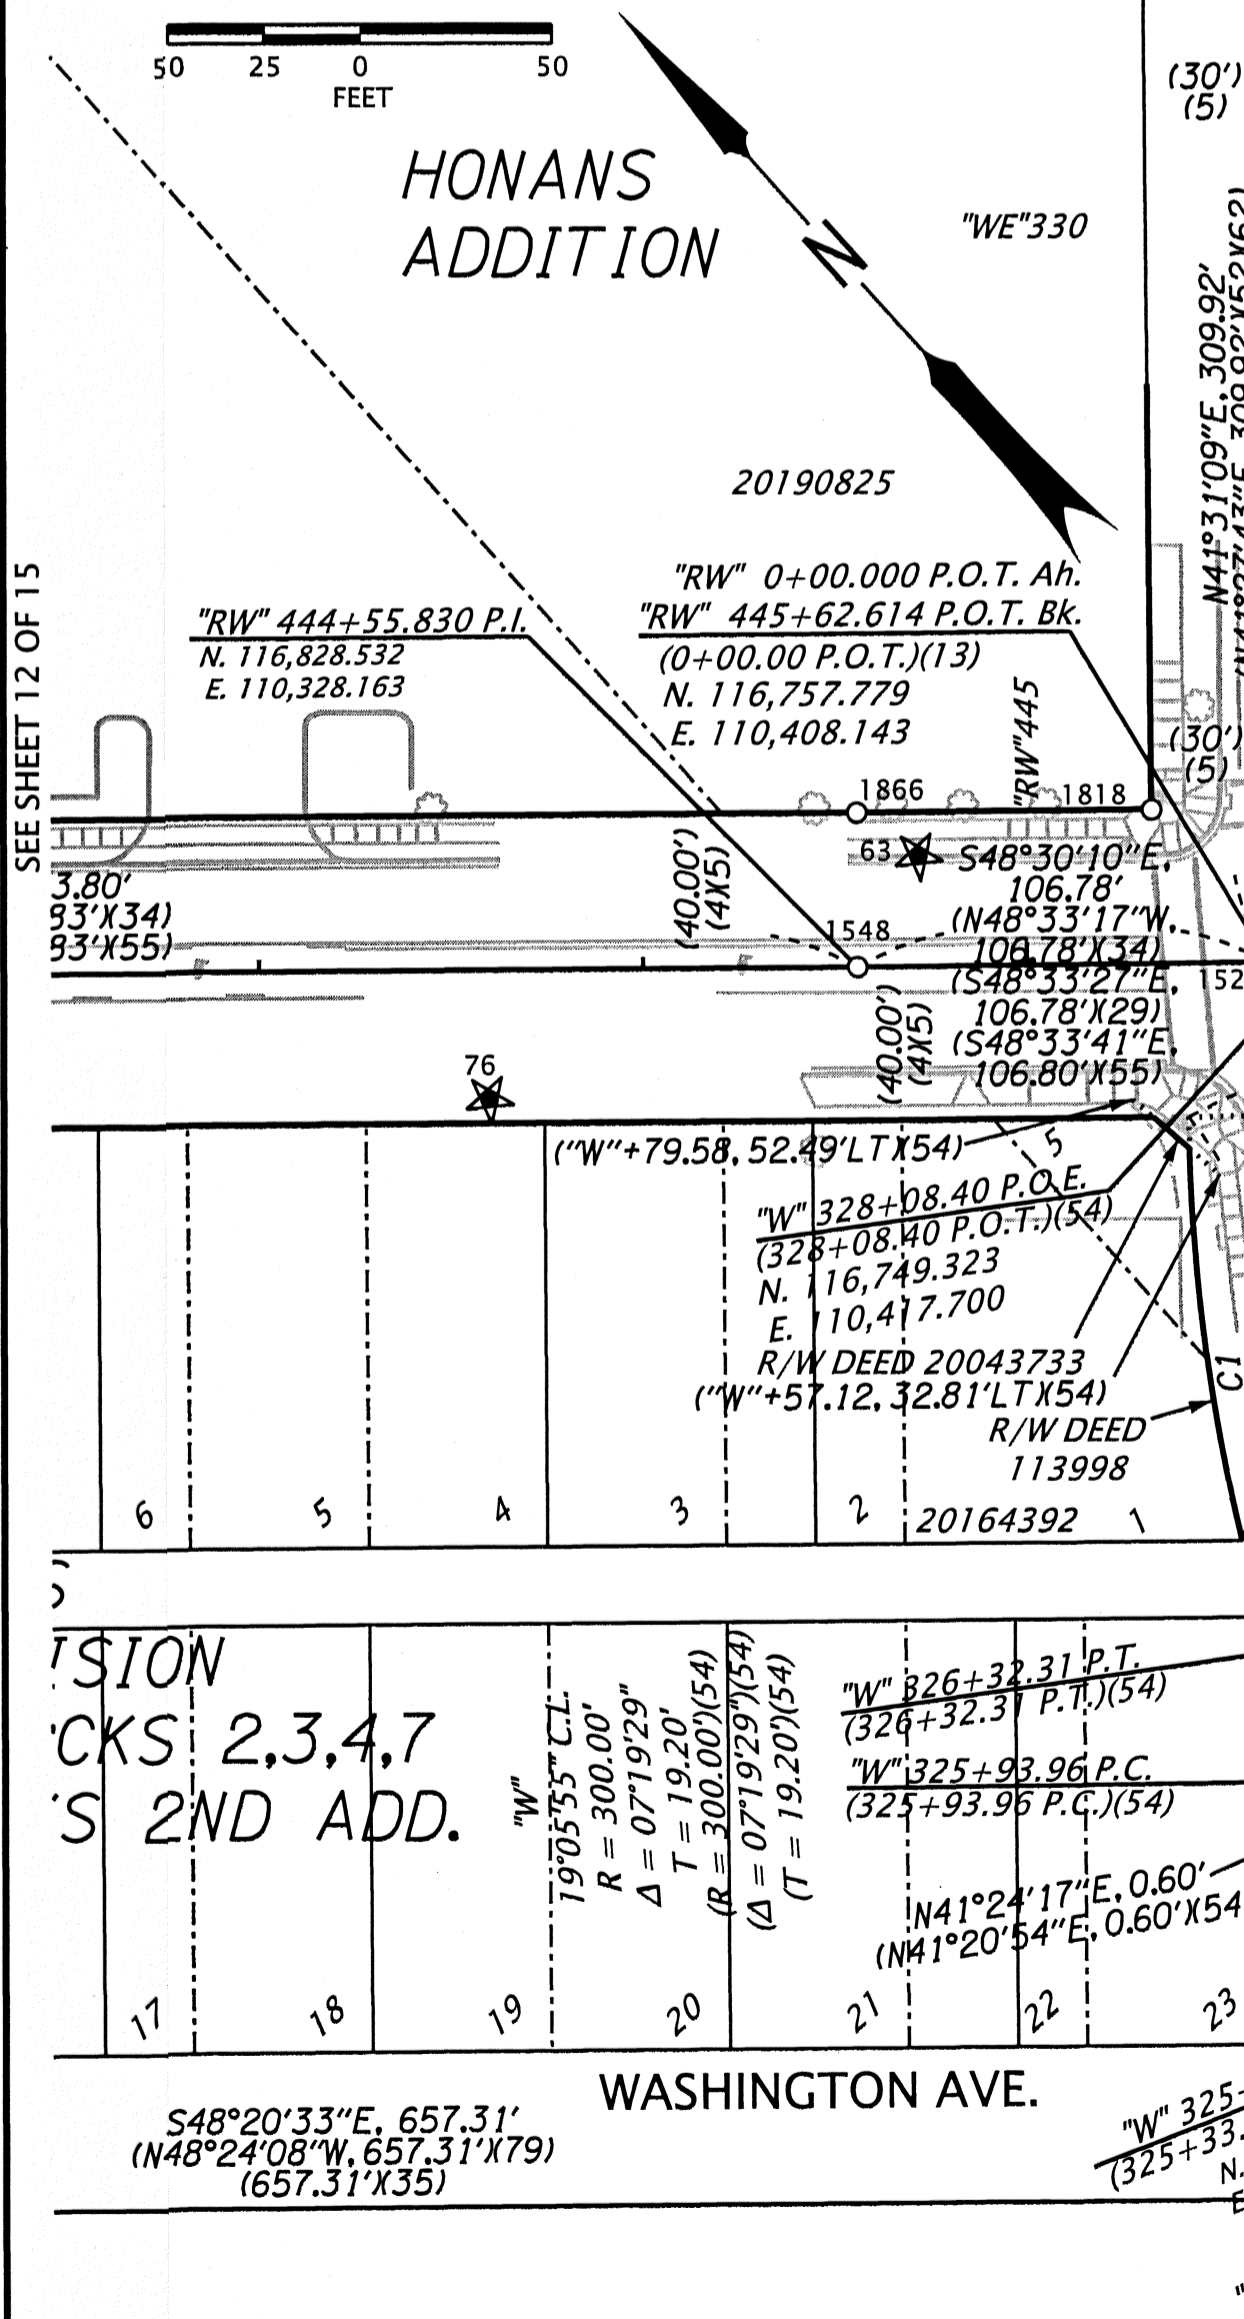 50 25 0 50
FEET
(30')
(5)
HONANS
ADDITION
"WE"330
N
N41°31'09"E, 309.92'
20190825
SEE SHEET 12 OF 15
"RW" 0+00.000 P.O.T. Ah.
"RW" 445+62.614 P.O.T. Bk.
(0+00.00 P.O.T.)(13)
N. 116,757.779
E. 110,408.143
"RW" 444+55.830 P.I.
N. 116,828.532
E. 110,328.163
"RW"445
(30')
(5)
1866
1818
63
S48°30'10"E,
106.78'
(N48°33'17"W,
106.78')(34)
(S48°33'27"E,
106.78')(29)
(S48°33'41"E,
106.80')(55)
3.80'
83')(34)
83')(55)
(40.00')
(4)(5)
1548
152
(40.00')
(4)(5)
76
("W"+79.58, 52.49'LT)(54)
5
"W" 328+08.40 P.O.E.
(328+08.40 P.O.T.)(54)
N. 116,749.323
E. 110,417.700
R/W DEED 20043733
("W"+57.12, 32.81'LT)(54)
R/W DEED
113998
C1
6 5 4 3 2 1
20164392
ISION
CKS 2,3,4,7
'S 2ND ADD.
"W"
19°05'55" C.L.
R = 300.00'
Δ = 07°19'29"
T = 19.20'
(R = 300.00')(54)
(Δ = 07°19'29")(54)
(T = 19.20')(54)
"W" 326+32.31 P.T.
(326+32.31 P.T.)(54)
"W" 325+93.96 P.C.
(325+93.96 P.C.)(54)
N41°24'17"E, 0.60'
(N41°20'54"E, 0.60')(54
17 18 19 20 21 22 23
WASHINGTON AVE.
S48°20'33"E, 657.31'
(N48°24'08"W, 657.31')(79)
(657.31')(35)
"W" 325+
(325+33.
N.
E